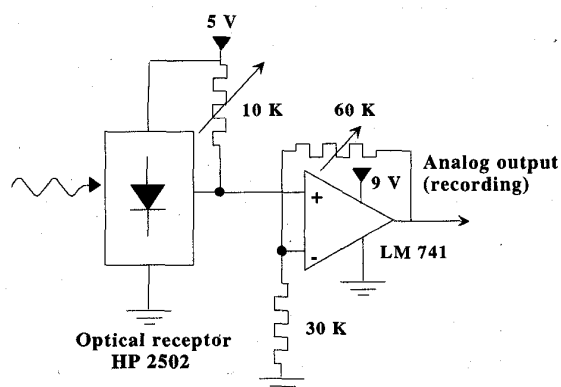 5 V
10 K
60 K
Analog output
(recording)
9 V
+
-
LM 741
30 K
Optical receptor
HP 2502